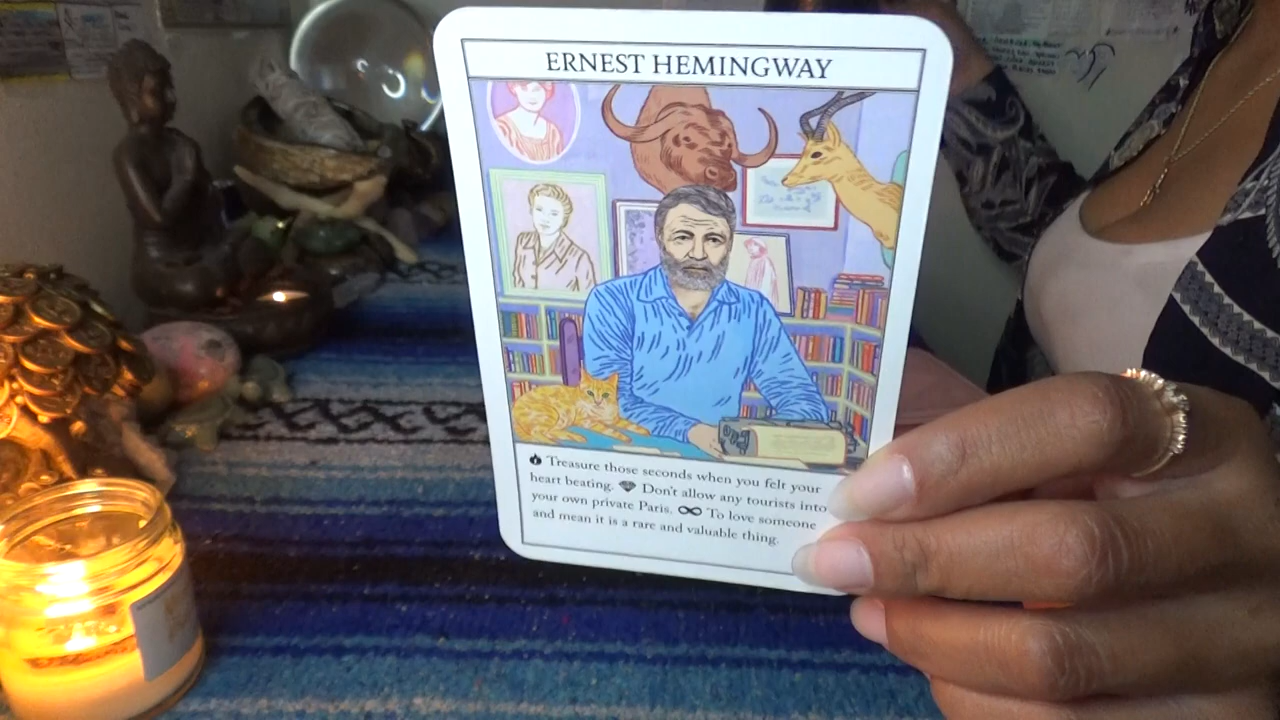 ERNEST HEMINGWAY
Treasure those seconds when you felt your
heart beating. Don't allow any tourists into
your own private Paris. ∞ To love someone
and mean it is a rare and valuable thing.